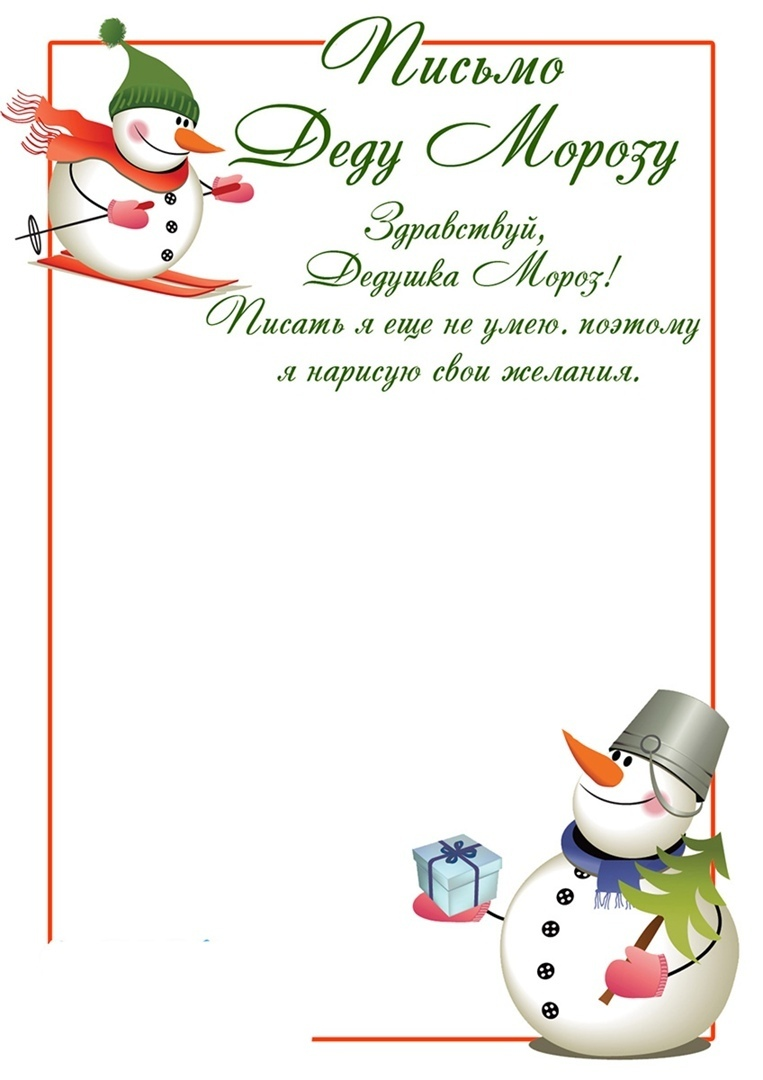 Письмо
Деду Морозу
Здравствуй,
Дедушка Мороз!
Писать я еще не умею. поэтому
я нарисую свои желания.